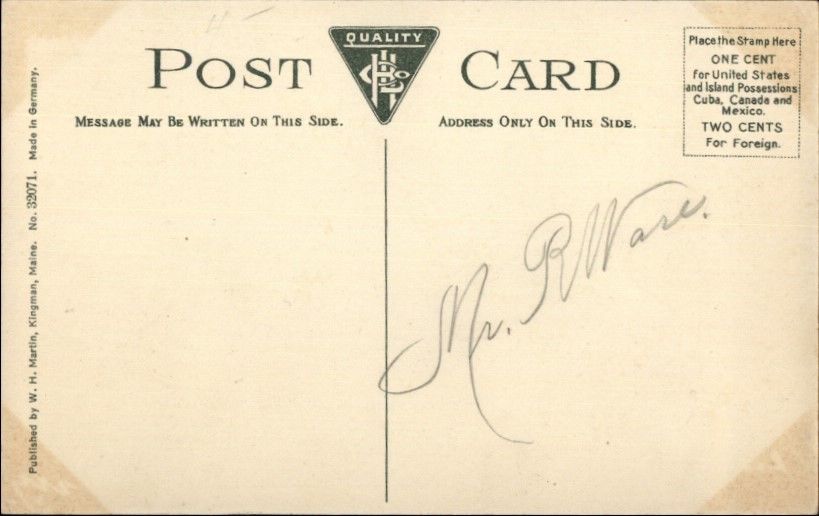 QUALITY
POST CARD
MESSAGE MAY BE WRITTEN ON THIS SIDE.
ADDRESS ONLY ON THIS SIDE.
Place the Stamp Here
ONE CENT
for United States
and Island Possessions
Cuba, Canada and
Mexico.
TWO CENTS
For Foreign.
Mr. R Ware.
Published by W. H. Martin, Kingman, Maine. No. 32071. Made in Germany.